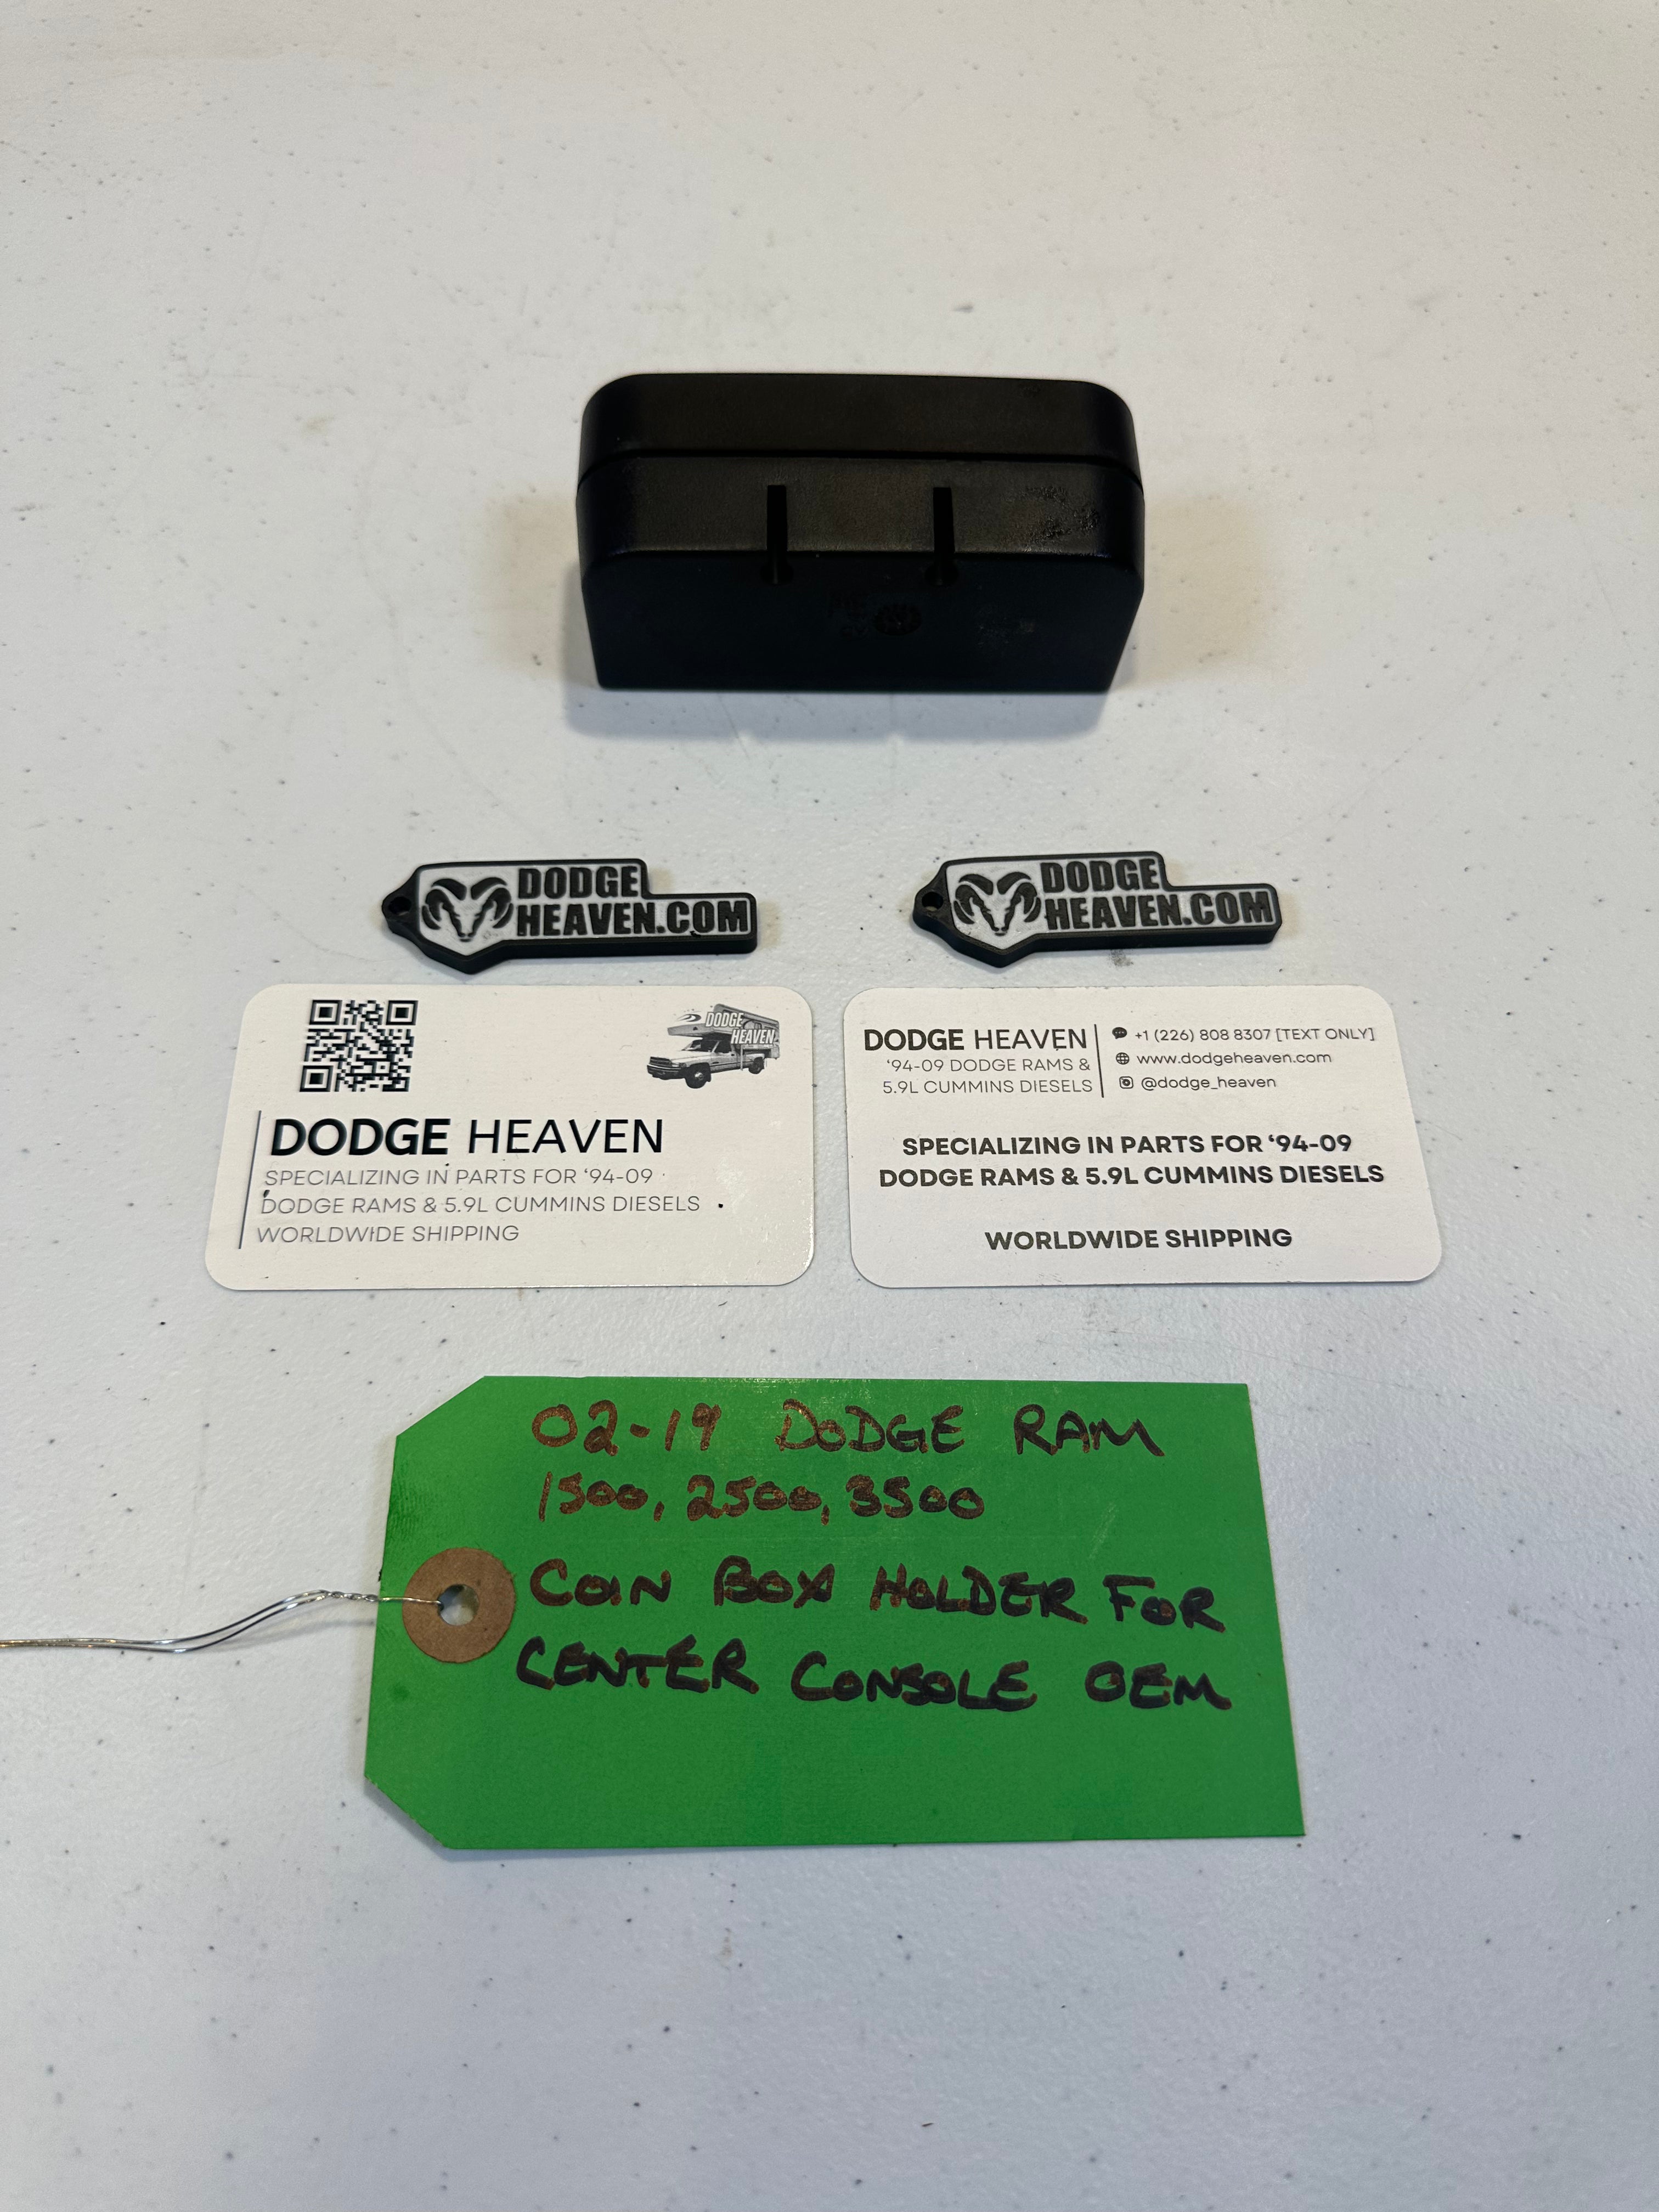 DODGE
HEAVEN.COM
DODGE
HEAVEN.COM
DODGE
HEAVEN
DODGE HEAVEN
SPECIALIZING IN PARTS FOR ‘94-09
DODGE RAMS & 5.9L CUMMINS DIESELS
WORLDWIDE SHIPPING
DODGE HEAVEN
‘94-09 DODGE RAMS &
5.9L CUMMINS DIESELS
+1 (226) 808 8307 [TEXT ONLY]
www.dodgeheaven.com
@dodge_heaven
SPECIALIZING IN PARTS FOR ‘94-09
DODGE RAMS & 5.9L CUMMINS DIESELS
WORLDWIDE SHIPPING
02-19 DODGE RAM
1500, 2500, 3500
COIN BOX HOLDER FOR
CENTER CONSOLE OEM